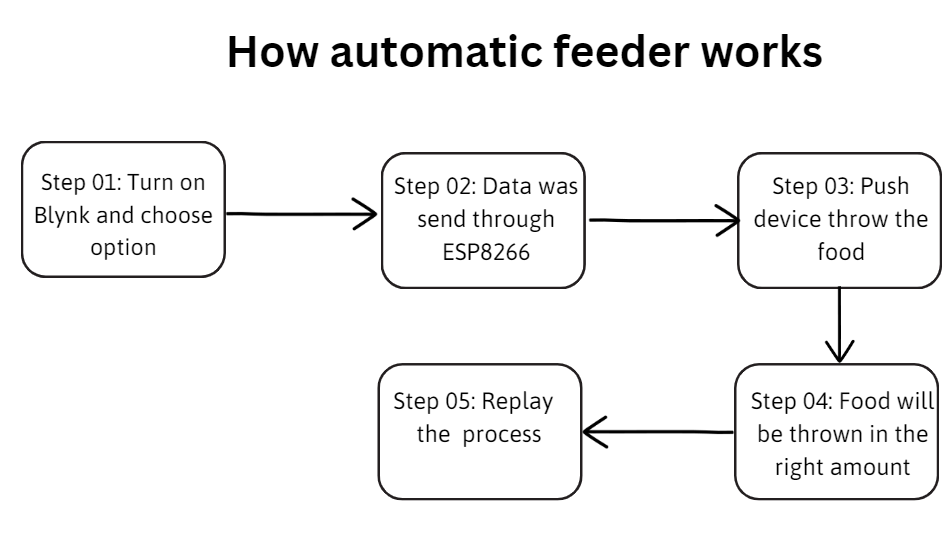 How automatic feeder works
Step 01: Turn on
Blynk and choose
option
Step 02: Data was
send through
ESP8266
Step 03: Push
device throw the
food
Step 04: Food will
be thrown in the
right amount
Step 05: Replay
the process